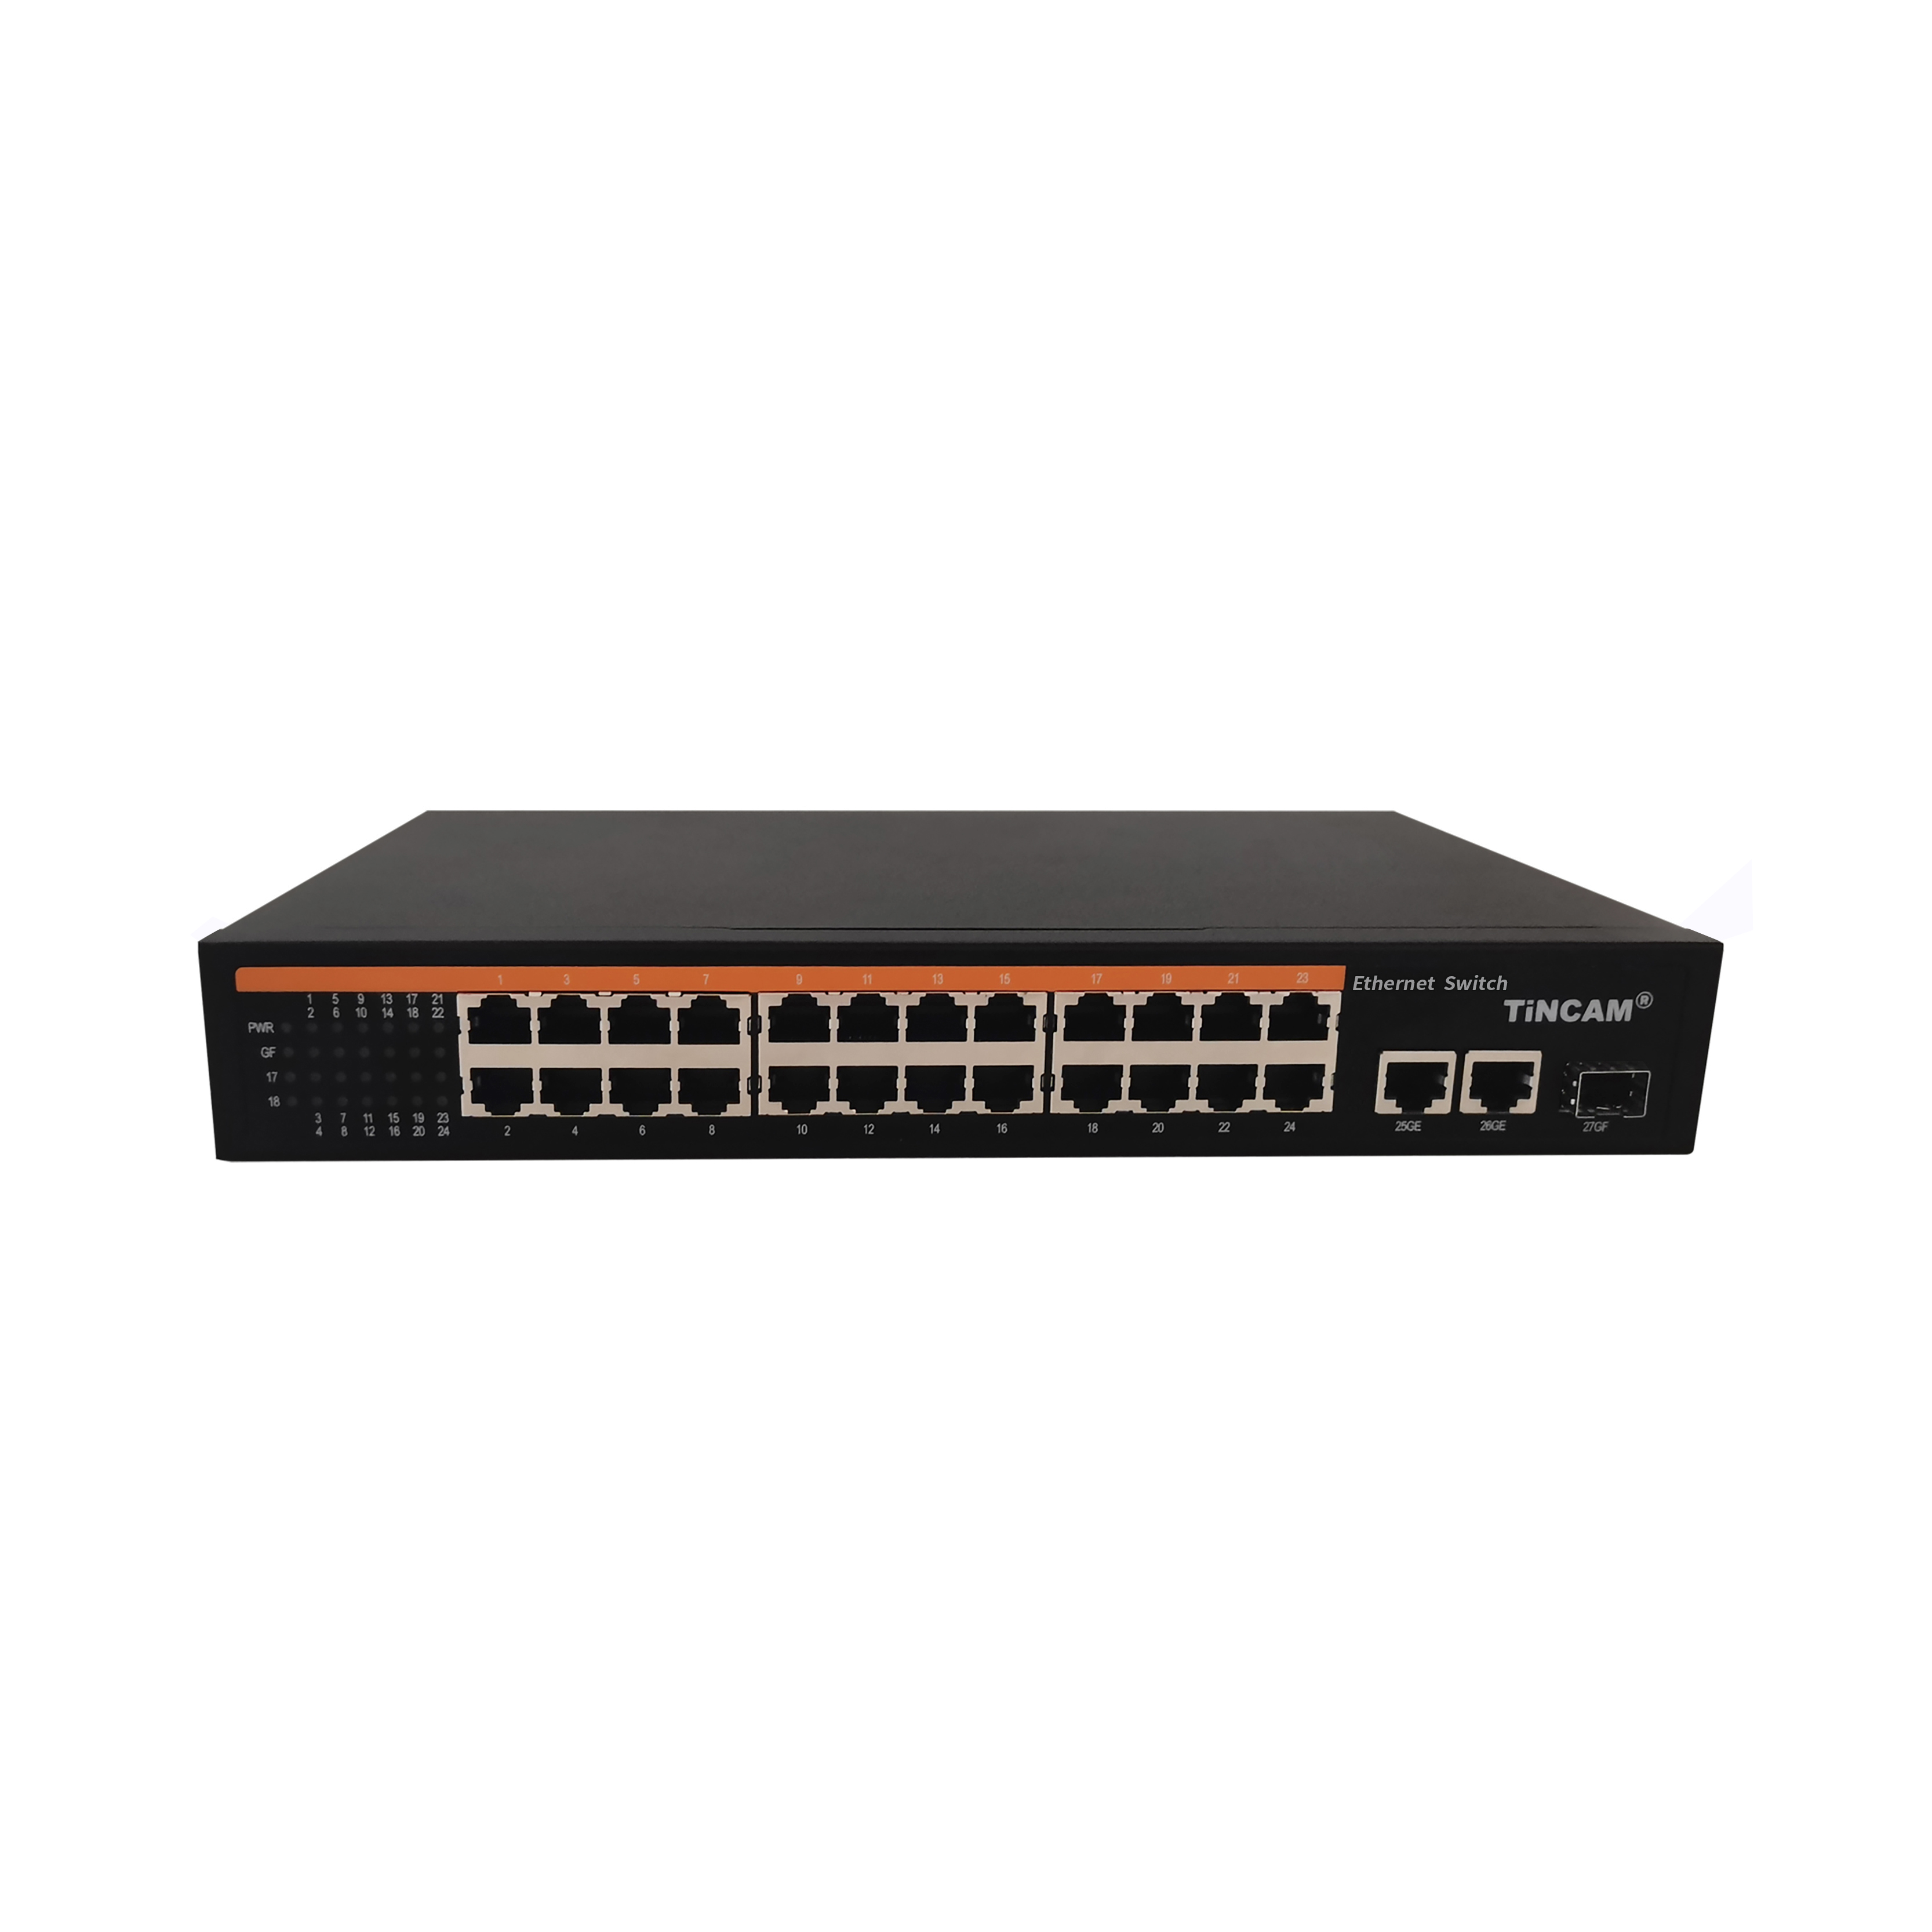 1 3 5 7 9 11 13 15 17 19 21 23
Ethernet Switch
TiNCAM®
1 5 9 13 17 21
2 6 10 14 18 22
PWR
GF
17
18
3 7 11 15 19 23
4 8 12 16 20 24
2 4 6 8 10 12 14 16 18 20 22 24
25GE 26GE 27GF